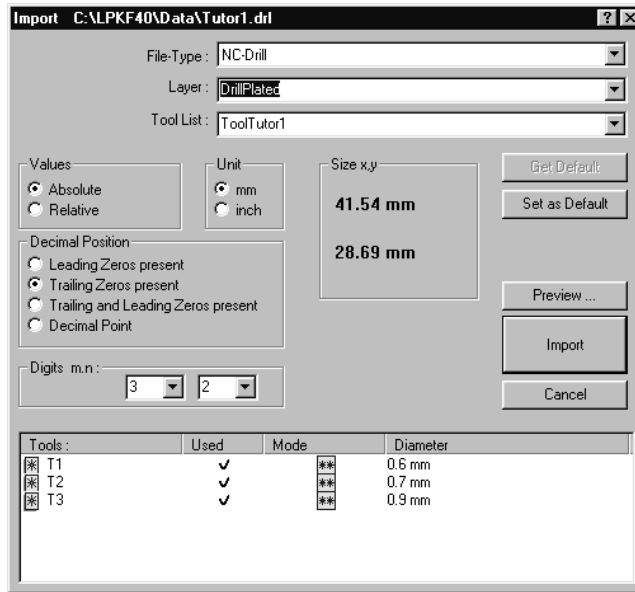 Import C:\LPKF40\Data\Tutor1.drl
File-Type : NC-Drill
Layer : DrillPlated
Tool List : ToolTutor1
Values
Absolute
Relative
Unit
mm
inch
Size x,y
41.54 mm
28.69 mm
Get Default
Set as Default
Decimal Position
Leading Zeros present
Trailing Zeros present
Trailing and Leading Zeros present
Decimal Point
Preview ...
Import
Cancel
Digits m.n :
3 2
Tools : Used Mode Diameter
T1 0.6 mm
T2 0.7 mm
T3 0.9 mm